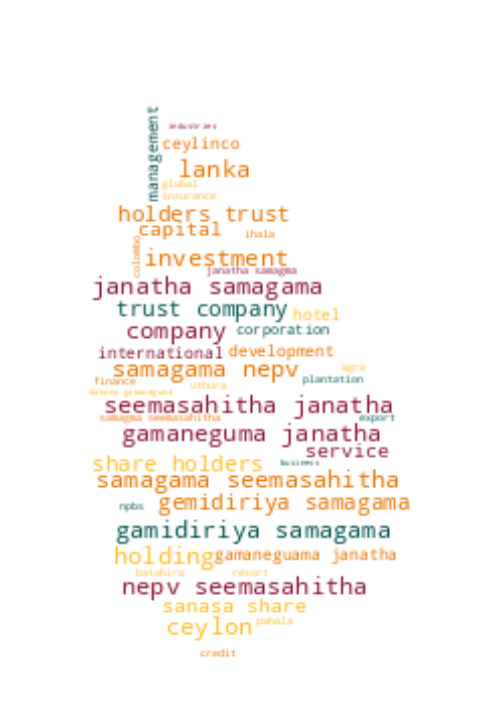 management
industries
ceylinco
lanka
global
insurance
holders trust
capital
ihala
colombo
investment
janatha samagma
janatha samagama
trust company
hotel
company
corporation
international
development
samagama nepv
agro
finance
plantation
uthura
dakuna gamaneguma
seemasahitha janatha
samagma seemasahitha
export
gamaneguma janatha
service
share holders
business
samagama seemasahitha
npbs
gemidiriya samagama
gamidiriya samagama
holding
gamaneguama janatha
batahira
resort
nepv seemasahitha
sanasa share
ceylon
pahala
credit